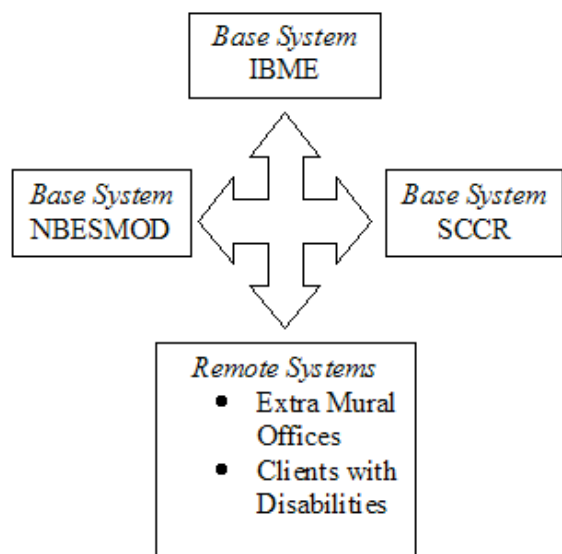 Base System
IBME
Base System
NBESMOD
Base System
SCCR
Remote Systems
• Extra Mural
Offices
• Clients with
Disabilities